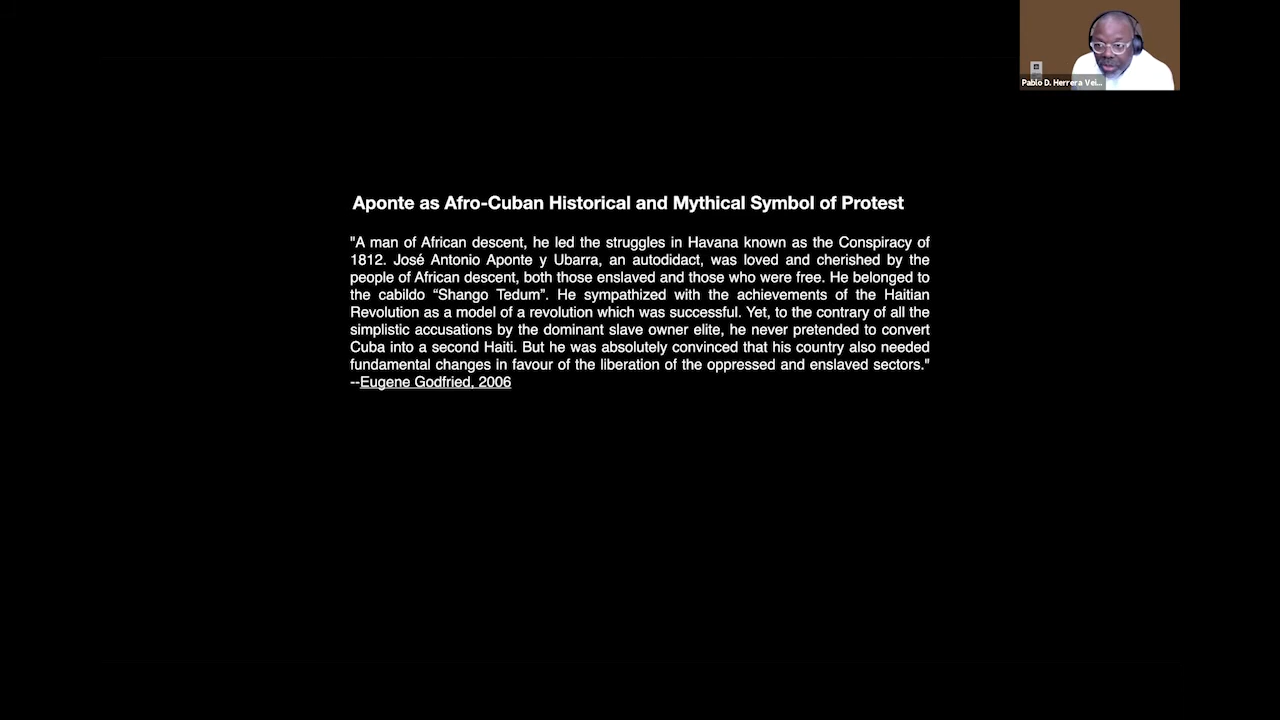 Pablo D. Herrera Vei...
Aponte as Afro-Cuban Historical and Mythical Symbol of Protest
"A man of African descent, he led the struggles in Havana known as the Conspiracy of
1812. José Antonio Aponte y Ubarra, an autodidact, was loved and cherished by the
people of African descent, both those enslaved and those who were free. He belonged to
the cabildo “Shango Tedum”. He sympathized with the achievements of the Haitian
Revolution as a model of a revolution which was successful. Yet, to the contrary of all the
simplistic accusations by the dominant slave owner elite, he never pretended to convert
Cuba into a second Haiti. But he was absolutely convinced that his country also needed
fundamental changes in favour of the liberation of the oppressed and enslaved sectors."
--Eugene Godfried, 2006